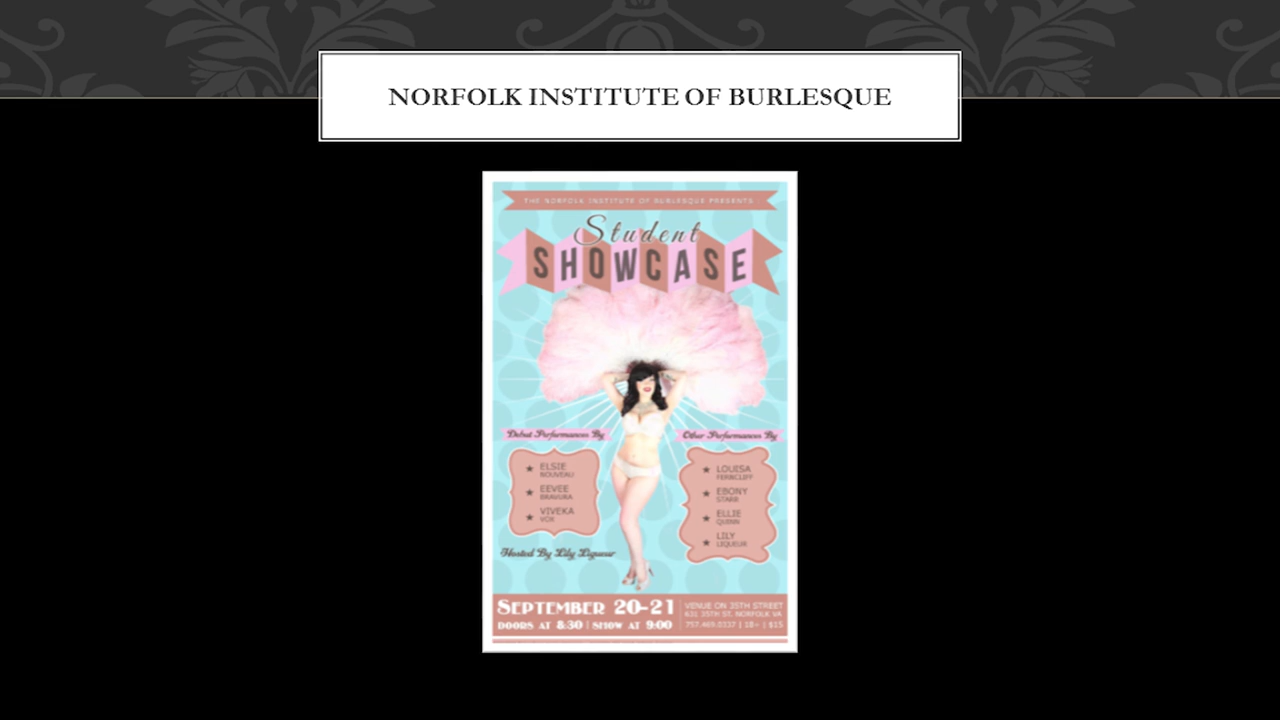 NORFOLK INSTITUTE OF BURLESQUE
THE NORFOLK INSTITUTE OF BURLESQUE PRESENTS
Student
SHOWCASE
Debut Performances By
ELSIE
NOUVEAU
EEVEE
BRAVURA
VIVEKA
VOX
Hosted By Lily Liqueur
Other Performances By
LOUISA
FERNCLIFF
EBONY
STARR
ELLIE
QUINN
LILY
LIQUEUR
SEPTEMBER 20-21
DOORS AT 8:30 | SHOW AT 9:00
VENUE ON 35TH STREET
631 35TH ST. NORFOLK VA
757.469.0337 | 18+ | $15